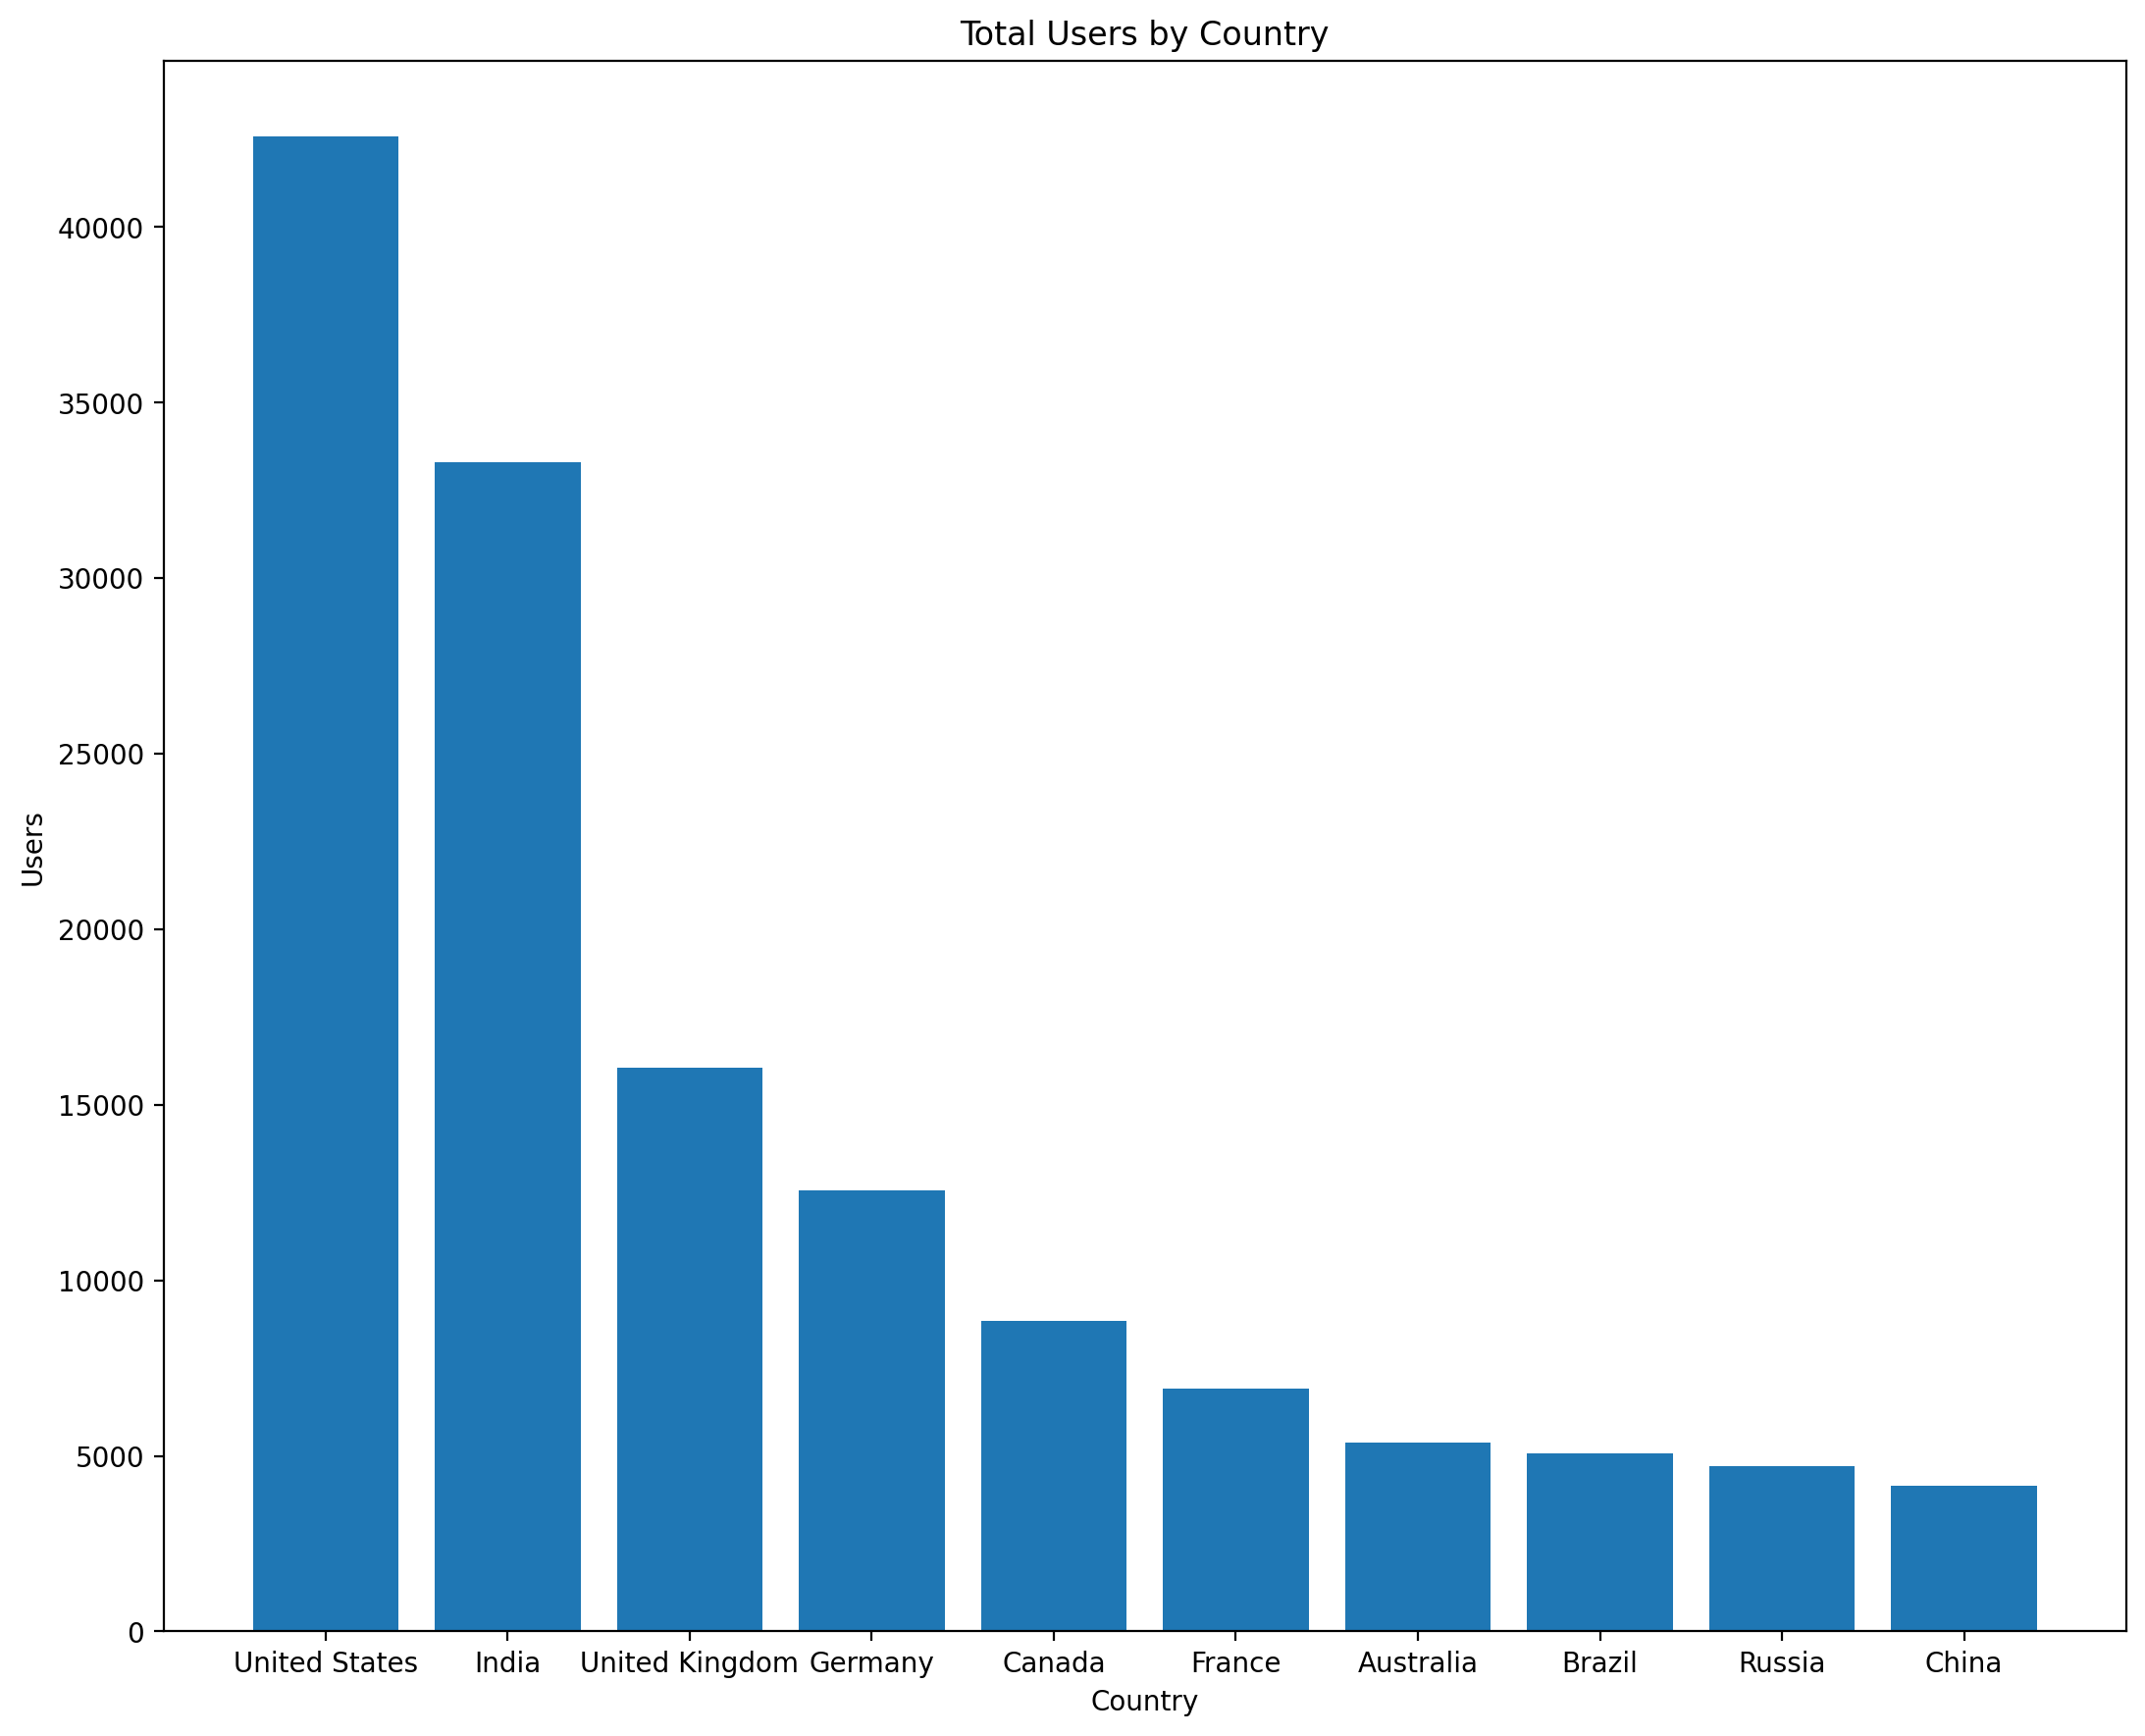 Total Users by Country
40000
35000
30000
25000
20000
15000
10000
5000
0
Users
United States India United Kingdom Germany Canada France Australia Brazil Russia China
Country